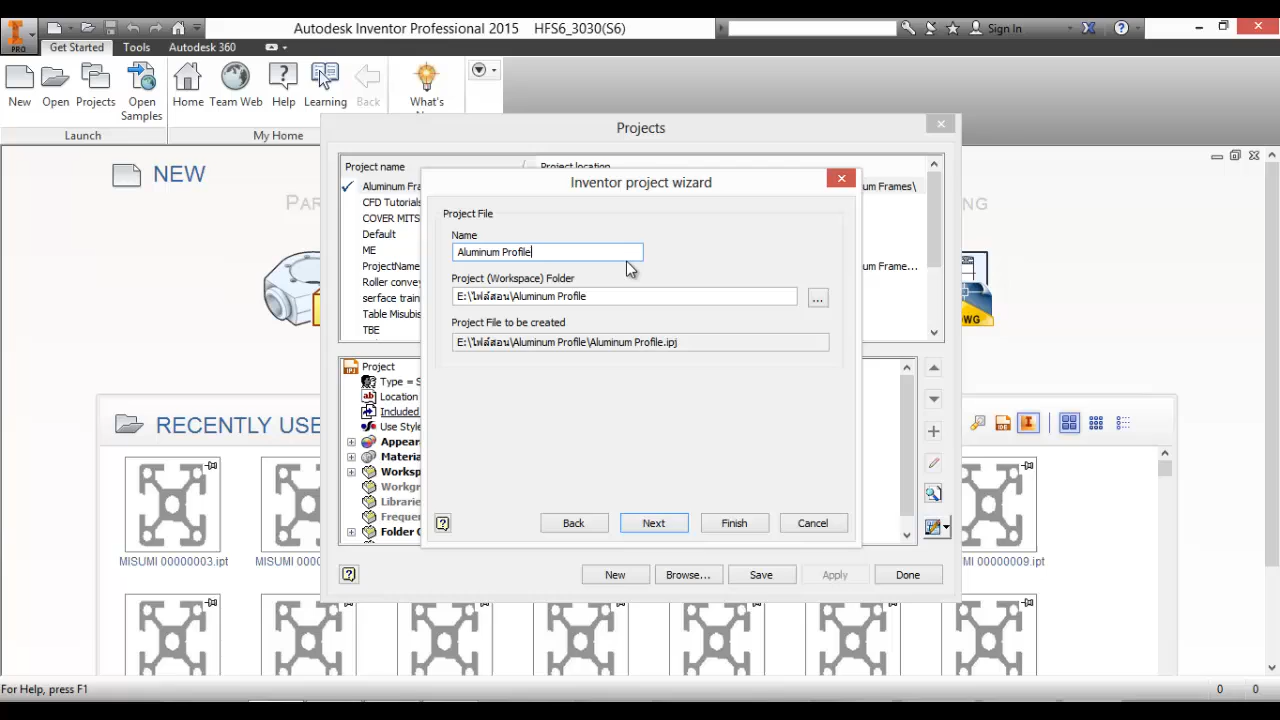 Autodesk Inventor Professional 2015 HFS6_3030(S6)
Sign In
PRO
Get Started Tools Autodesk 360
New Open Projects Open Samples Home Team Web Help Learning Back What's
Launch My Home
Projects
NEW
Project name Project location
Aluminum Fra um Frames\
CFD Tutorials
COVER MITS
Default
ME
ProjectName um Frame...
Roller conve
serface train
Table Misubis
TBE
Inventor project wizard
Project File
Name
Aluminum Profile
Project (Workspace) Folder
E:\ไฟล์สอน\Aluminum Profile
...
Project File to be created
E:\ไฟล์สอน\Aluminum Profile\Aluminum Profile.ipj
Back Next Finish Cancel
Project
Type = S
Location
Included
Use Style
Appear
Materia
Worksp
Workgr
Libraries
Frequen
Folder O
New Browse... Save Apply Done
RECENTLY USE
MISUMI 00000003.ipt MISUMI 0000 00000009.ipt
For Help, press F1 0 0